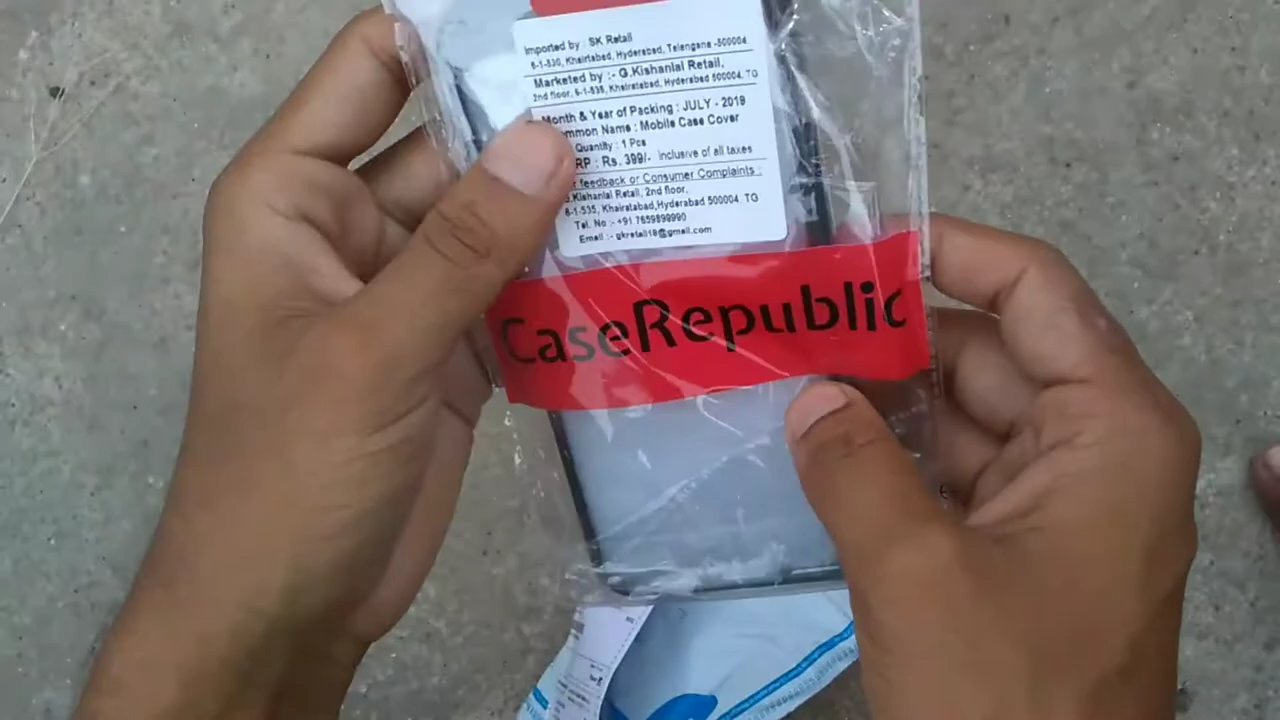 Imported by : SK Retail
6-1-530, Khairtabad, Hyderabad, Telengana -500004
Marketed by :- G.Kishanlal Retail,
2nd floor, 6-1-535, Khairatabad, Hyderabad 500004. TG
Month & Year of Packing : JULY - 2019
mmon Name : Mobile Case Cover
Quantity : 1 Pcs
RP : Rs. 399/- inclusive of all taxes
r feedback or Consumer Complaints :
.Kishanlal Retail, 2nd floor,
6-1-535, Khairatabad,Hyderabad 500004 TG
Tel. No :- +91 7659899990
Email :- gkretail18@gmail.com
CaseRepublic